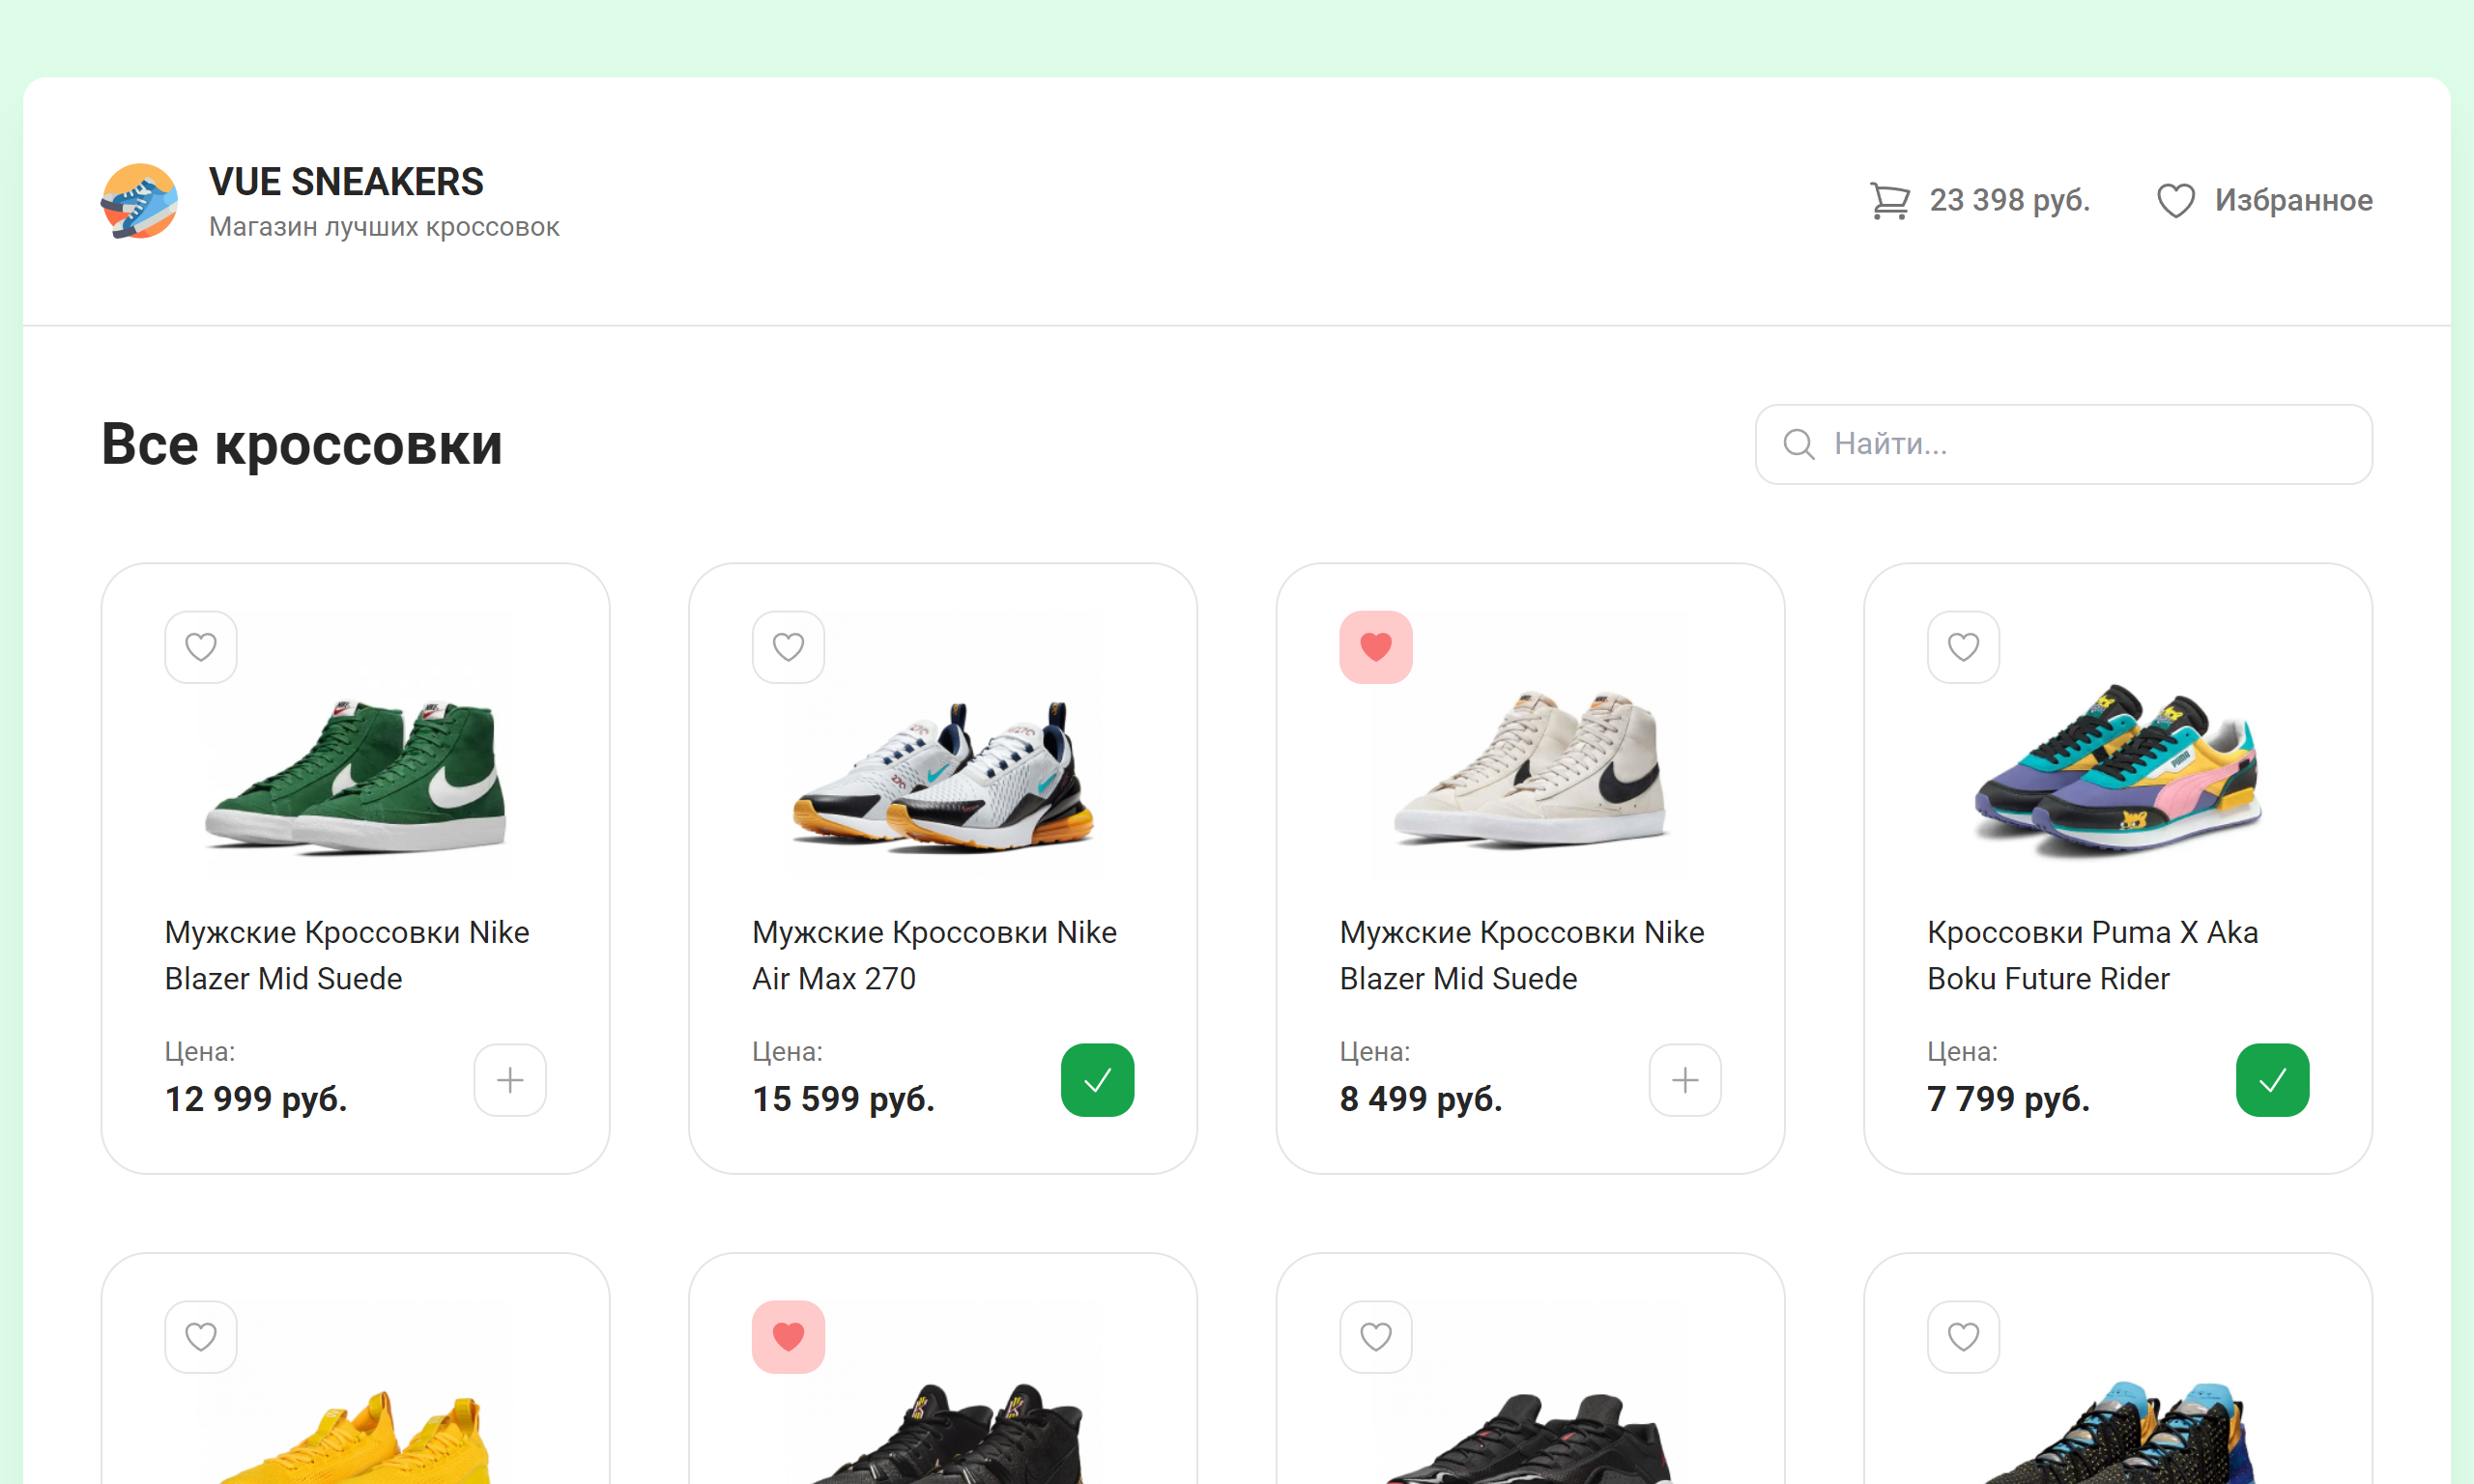 VUE SNEAKERS
Магазин лучших кроссовок
23 398 руб.
Избранное
Все кроссовки
Найти...
Мужские Кроссовки Nike
Blazer Mid Suede
Цена:
12 999 руб.
Мужские Кроссовки Nike
Air Max 270
Цена:
15 599 руб.
Мужские Кроссовки Nike
Blazer Mid Suede
Цена:
8 499 руб.
Кроссовки Puma X Aka
Boku Future Rider
Цена:
7 799 руб.